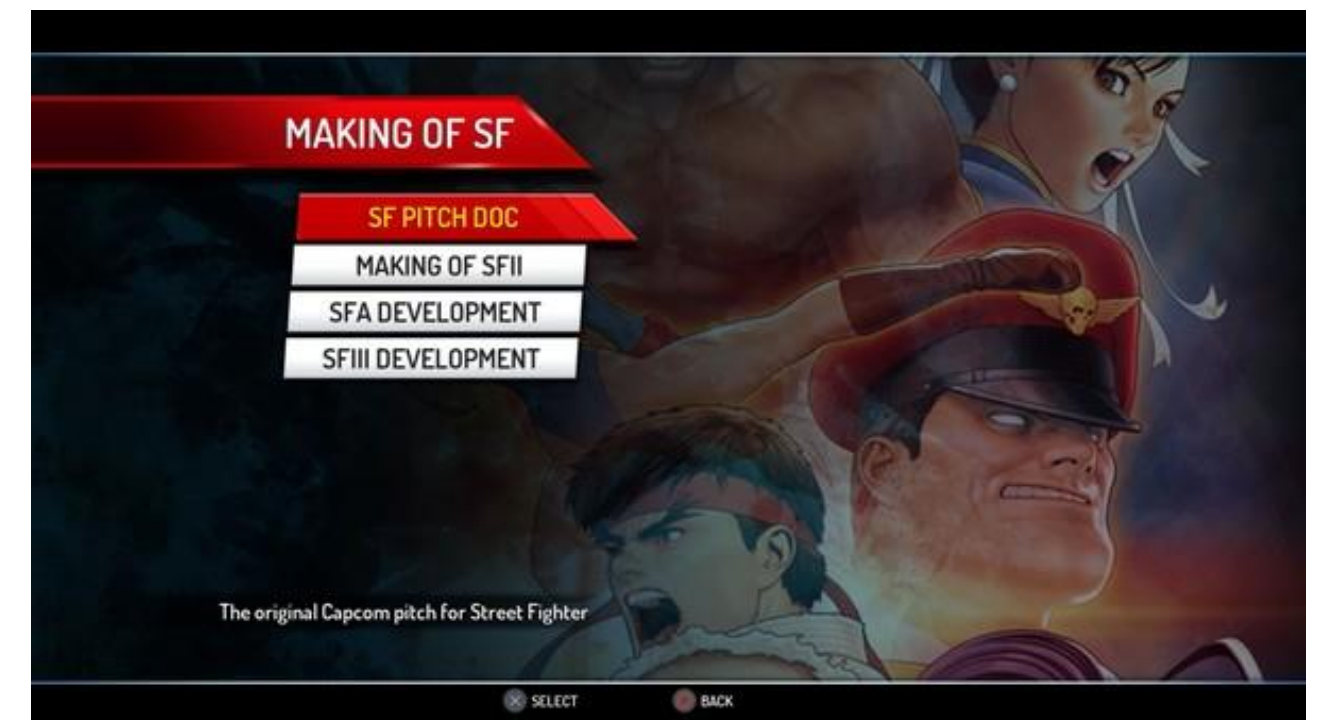 MAKING OF SF
SF PITCH DOC
MAKING OF SFII
SFA DEVELOPMENT
SFIII DEVELOPMENT
The original Capcom pitch for Street Fighter
SELECT
BACK